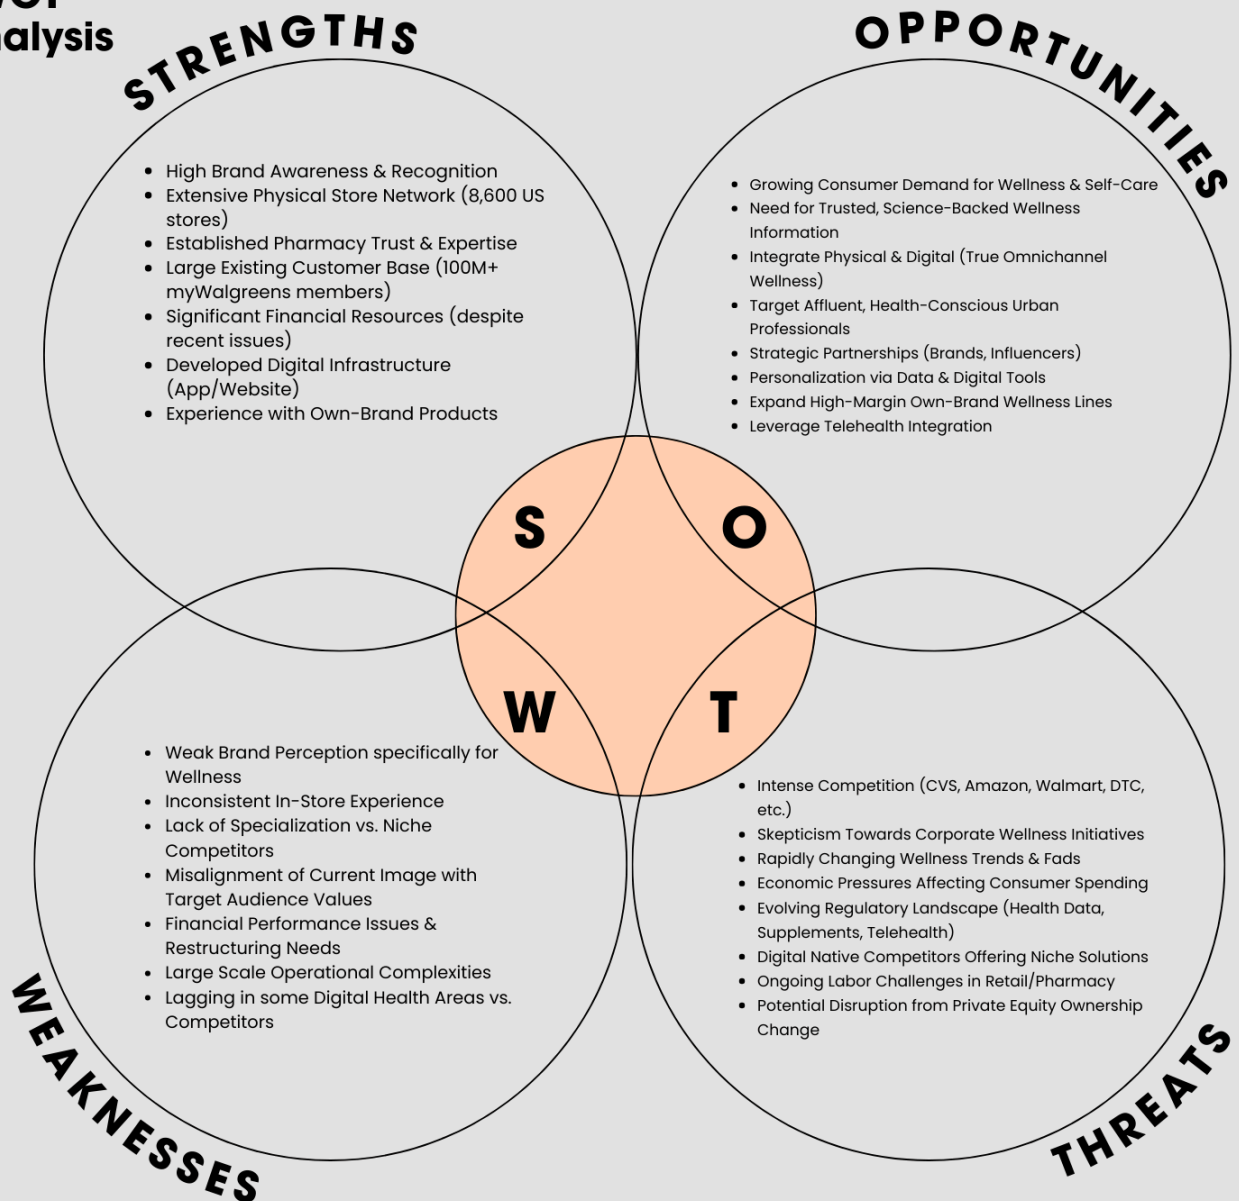 alysis
STRENGTHS
• High Brand Awareness & Recognition
• Extensive Physical Store Network (8,600 US
stores)
• Established Pharmacy Trust & Expertise
• Large Existing Customer Base (100M+
myWalgreens members)
• Significant Financial Resources (despite
recent issues)
• Developed Digital Infrastructure
(App/Website)
• Experience with Own-Brand Products
OPPORTUNITIES
• Growing Consumer Demand for Wellness & Self-Care
• Need for Trusted, Science-Backed Wellness
Information
• Integrate Physical & Digital (True Omnichannel
Wellness)
• Target Affluent, Health-Conscious Urban
Professionals
• Strategic Partnerships (Brands, Influencers)
• Personalization via Data & Digital Tools
• Expand High-Margin Own-Brand Wellness Lines
• Leverage Telehealth Integration
S
O
W
T
• Weak Brand Perception specifically for
Wellness
• Inconsistent In-Store Experience
• Lack of Specialization vs. Niche
Competitors
• Misalignment of Current Image with
Target Audience Values
• Financial Performance Issues &
Restructuring Needs
• Large Scale Operational Complexities
• Lagging in some Digital Health Areas vs.
Competitors
WEAKNESSES
• Intense Competition (CVS, Amazon, Walmart, DTC,
etc.)
• Skepticism Towards Corporate Wellness Initiatives
• Rapidly Changing Wellness Trends & Fads
• Economic Pressures Affecting Consumer Spending
• Evolving Regulatory Landscape (Health Data,
Supplements, Telehealth)
• Digital Native Competitors Offering Niche Solutions
• Ongoing Labor Challenges in Retail/Pharmacy
• Potential Disruption from Private Equity Ownership
Change
THREATS